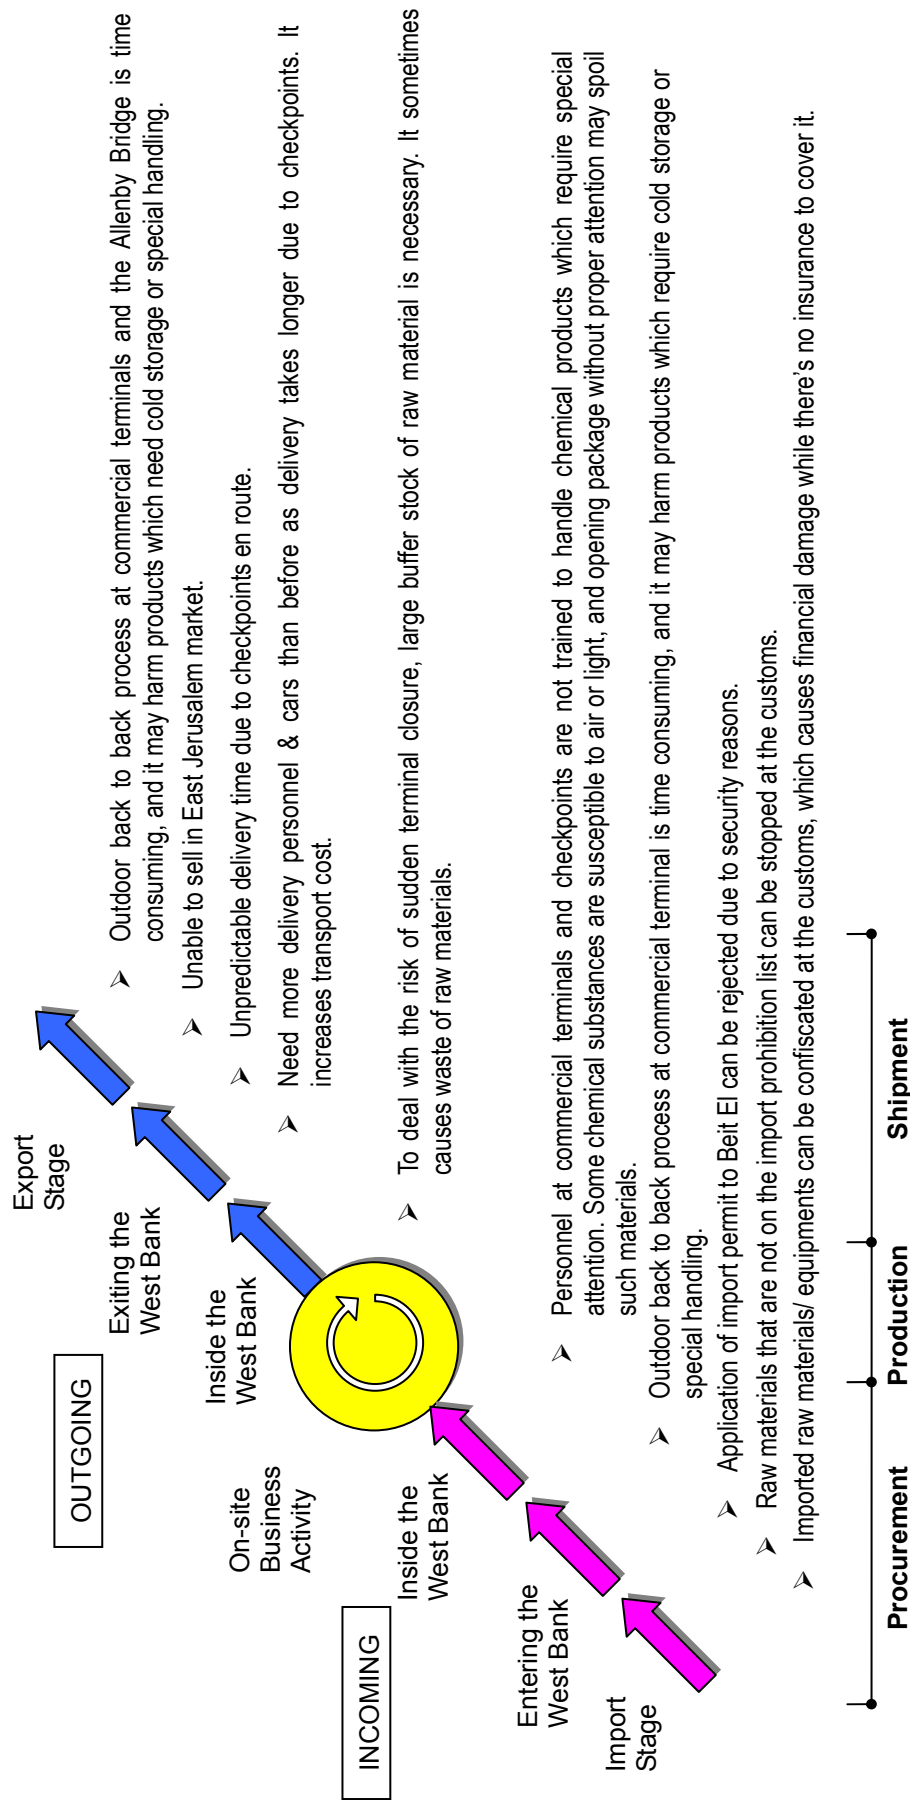 OUTGOING
Export
Stage
Exiting the
West Bank
Inside the
West Bank
On-site
Business
Activity
INCOMING
Inside the
West Bank
Entering the
West Bank
Import
Stage
➢ Outdoor back to back process at commercial terminals and the Allenby Bridge is time
consuming, and it may harm products which need cold storage or special handling.
➢ Unable to sell in East Jerusalem market.
➢ Unpredictable delivery time due to checkpoints en route.
➢ Need more delivery personnel & cars than before as delivery takes longer due to checkpoints. It
increases transport cost.
➢ To deal with the risk of sudden terminal closure, large buffer stock of raw material is necessary. It sometimes
causes waste of raw materials.
➢ Personnel at commercial terminals and checkpoints are not trained to handle chemical products which require special
attention. Some chemical substances are susceptible to air or light, and opening package without proper attention may spoil
such materials.
➢ Outdoor back to back process at commercial terminal is time consuming, and it may harm products which require cold storage or
special handling.
➢ Application of import permit to Beit El can be rejected due to security reasons.
➢ Raw materials that are not on the import prohibition list can be stopped at the customs.
➢ Imported raw materials/ equipments can be confiscated at the customs, which causes financial damage while there's no insurance to cover it.
Procurement
Production
Shipment